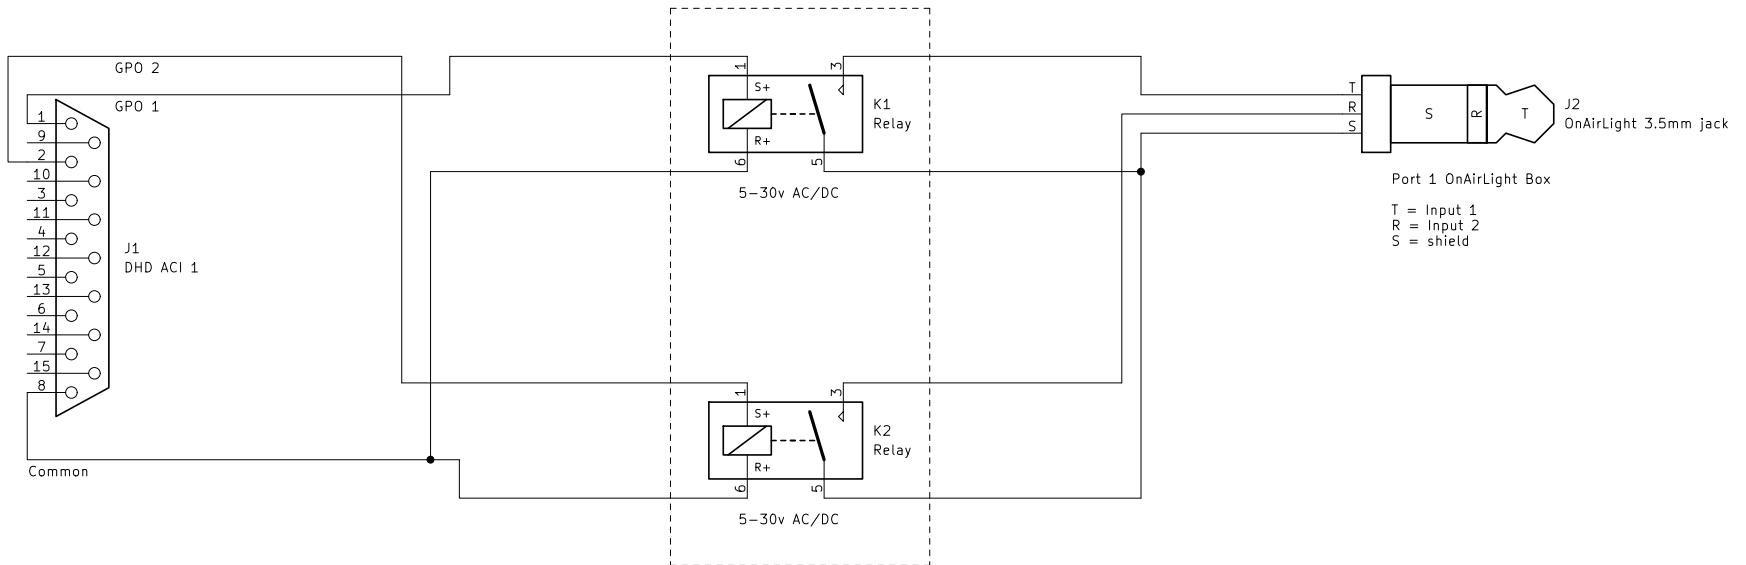 GPO 2
GPO 1
1
9
2
10
3
11
4
12
5
13
6
14
7
15
8
J1
DHD ACI 1
Common
1
3
S+
R+
6
5
K1
Relay
5-30v AC/DC
1
3
S+
R+
6
5
K2
Relay
5-30v AC/DC
T
R
S
S
R
T
J2
OnAirLight 3.5mm jack
Port 1 OnAirLight Box
T = Input 1
R = Input 2
S = shield